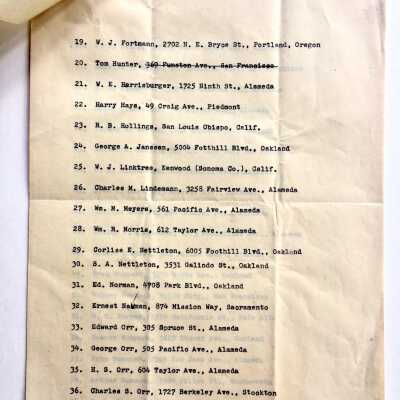 19. W. J. Fortmann, 2702 N. E. Bryce St., Portland, Oregon
20. Tom Hunter, 369 Funston Ave., San Francisco
21. W. E. Harrisburger, 1725 Ninth St., Alameda
22. Harry Hays, 49 Craig Ave., Piedmont
23. R. B. Hollings, San Louis Obispo, Calif.
24. George A. Janssen, 5004 Foothill Blvd., Oakland
25. W. J. Linktree, Kenwood (Sonoma Co.), Calif.
26. Charles M. Lindemann, 3258 Fairview Ave., Alameda
27. Wm. M. Meyers, 561 Pacific Ave., Alameda
28. Wm. R. Morris, 612 Taylor Ave., Alameda
29. Corliss E. Nettleton, 6005 Foothill Blvd., Oakland
30. S. A. Nettleton, 3531 Galindo St., Oakland
31. Ed. Norman, 4708 Park Blvd., Oakland
32. Ernest Newman, 874 Mission Way, Sacramento
33. Edward Orr, 305 Spruce St., Alameda
34. George Orr, 505 Pacific Ave., Alameda
35. H. S. Orr, 604 Taylor Ave., Alameda
36. Charles S. Orr, 1727 Berkeley Ave., Stockton